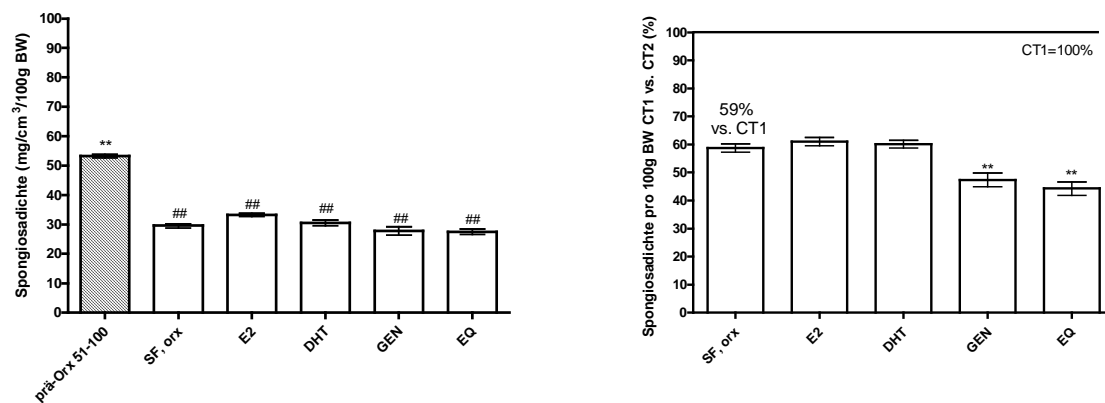 Spongiosadichte (mg/cm³/100g BW)
100
90
80
70
60
50
40
30
20
10
0
**
##
##
##
##
##
prä-Orx 51-100
SF, orx
E2
DHT
GEN
EQ
Spongiosadichte pro 100g BW CT1 vs. CT2 (%)
100
90
80
70
60
50
40
30
20
10
0
CT1=100%
59%
vs. CT1
**
**
SF, orx
E2
DHT
GEN
EQ